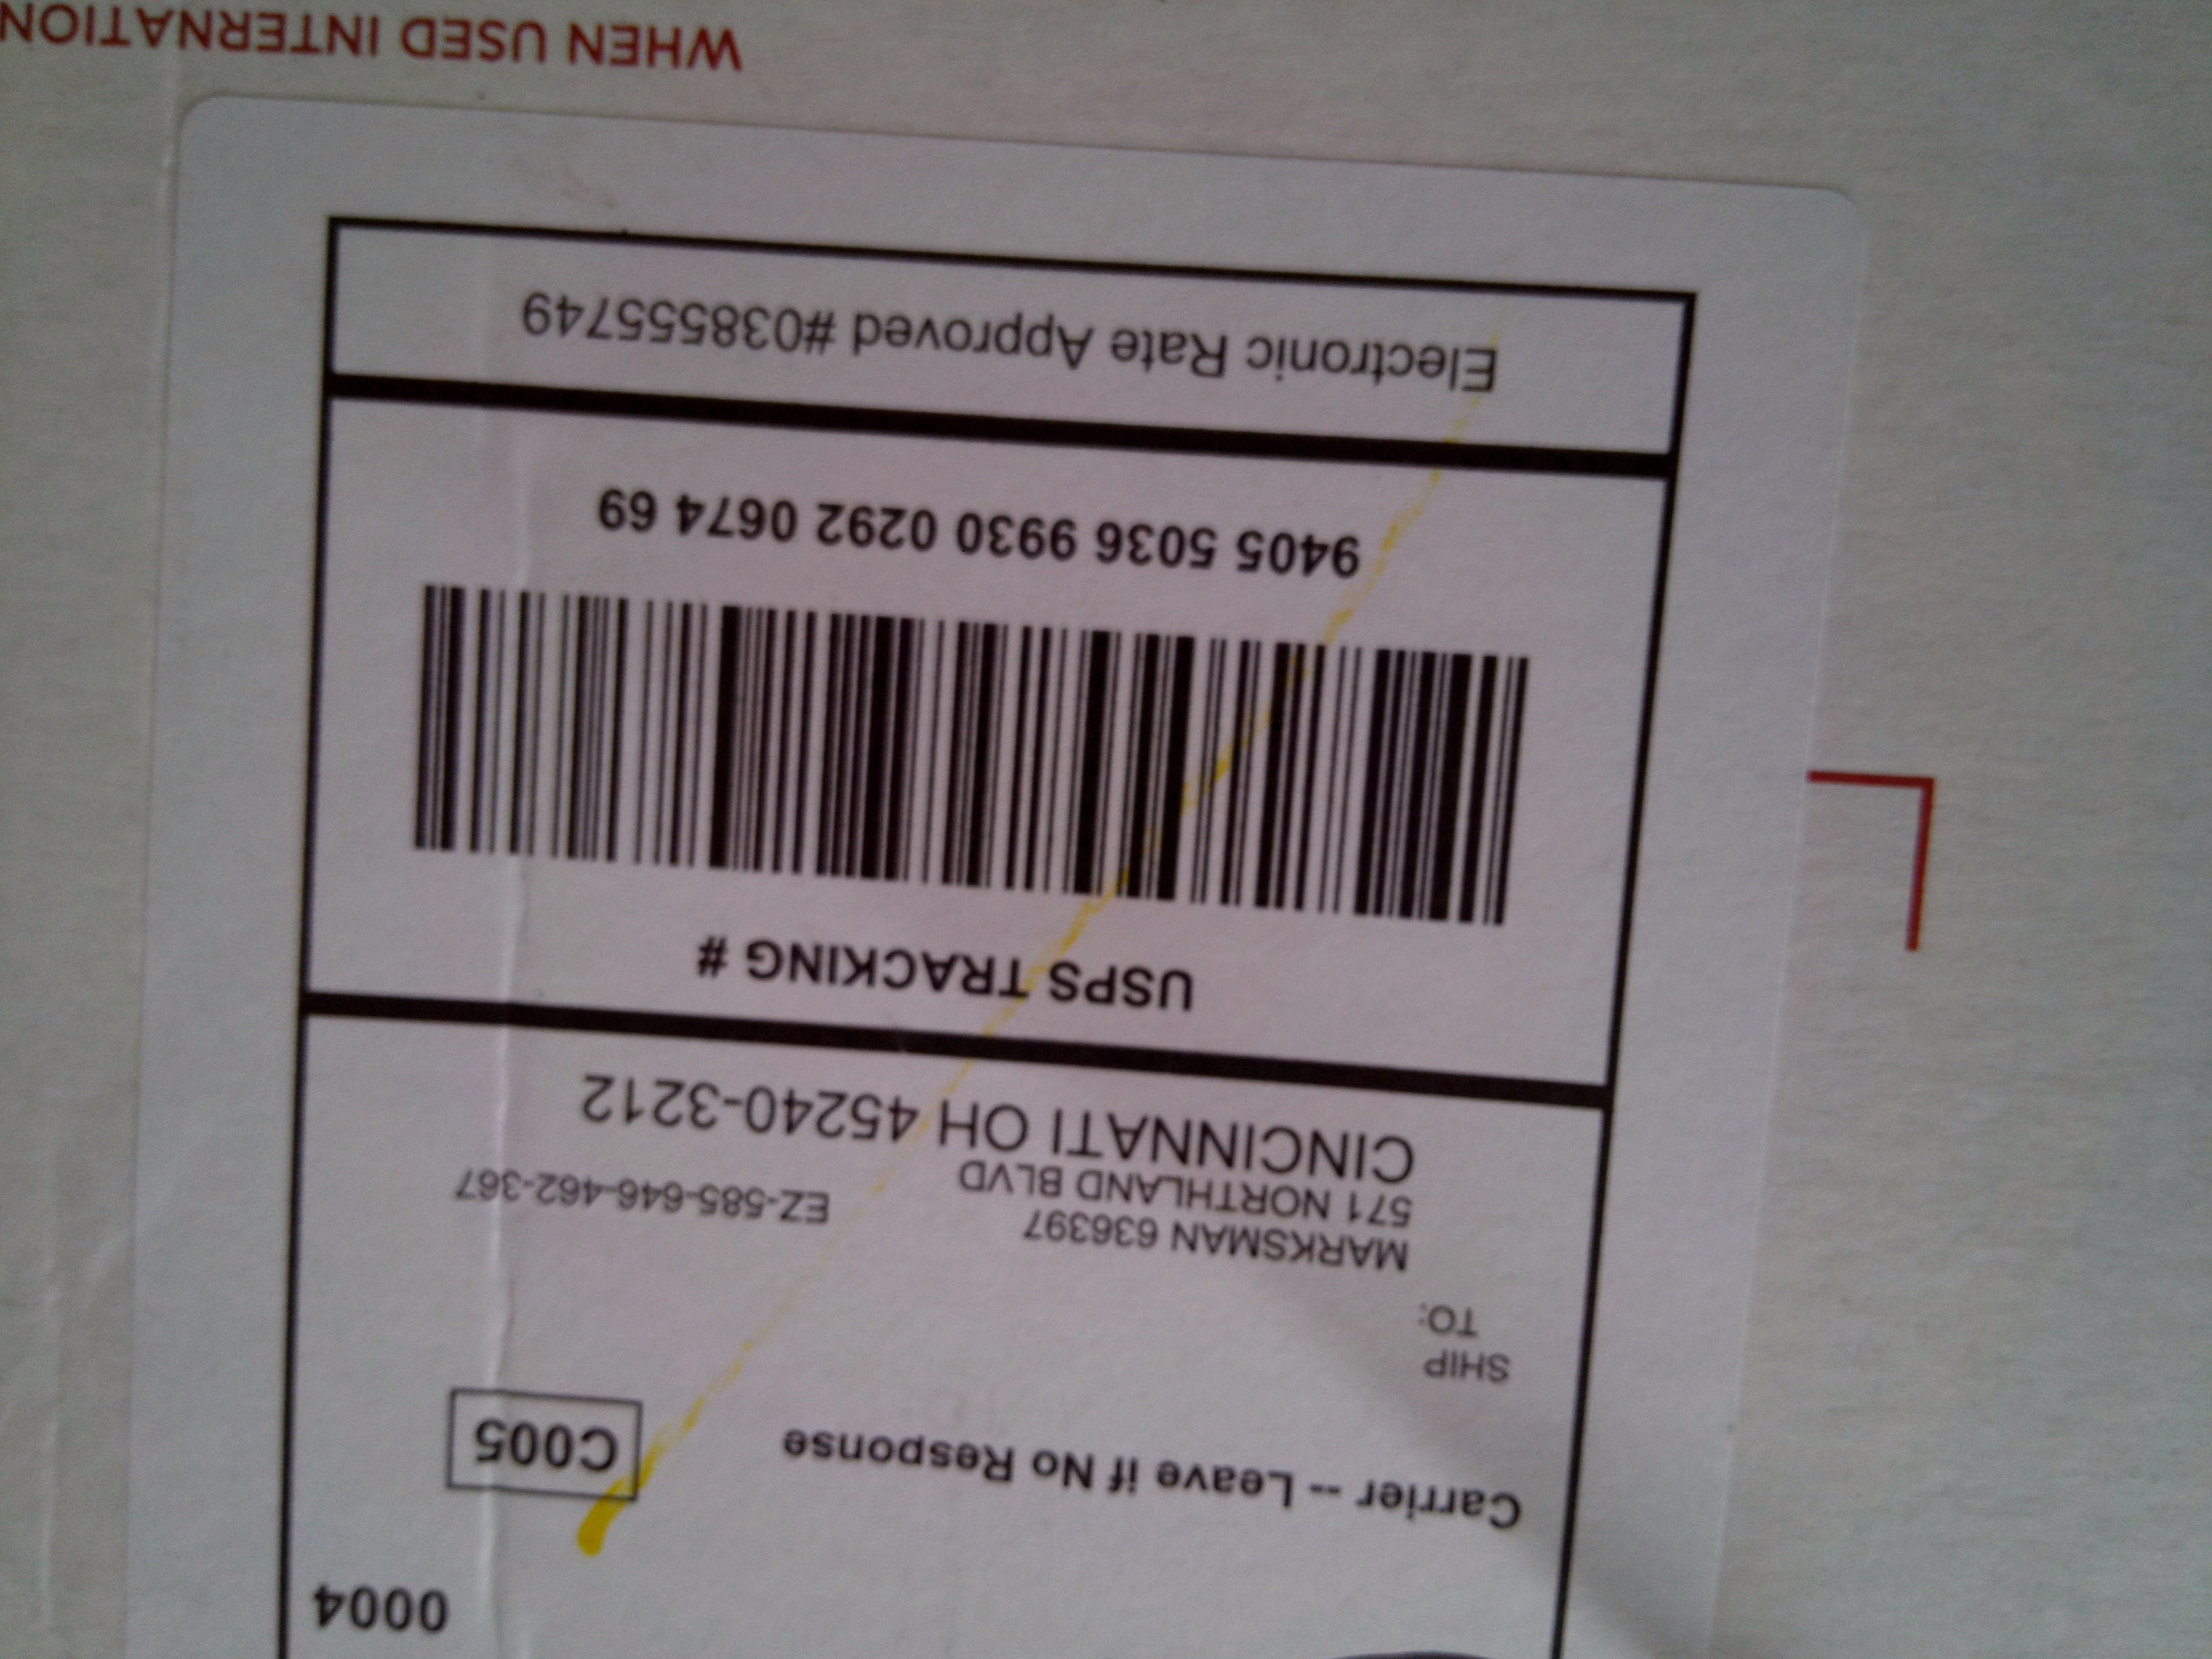 0004
Carrier -- Leave if No Response
C005
SHIP
TO:
MARKSMAN 636397
571 NORTHLAND BLVD
EZ-585-646-462-367
CINCINNATI OH 45240-3212
USPS TRACKING #
9405 5036 9930 0292 0674 69
Electronic Rate Approved #038555749
WHEN USED INTERNATION